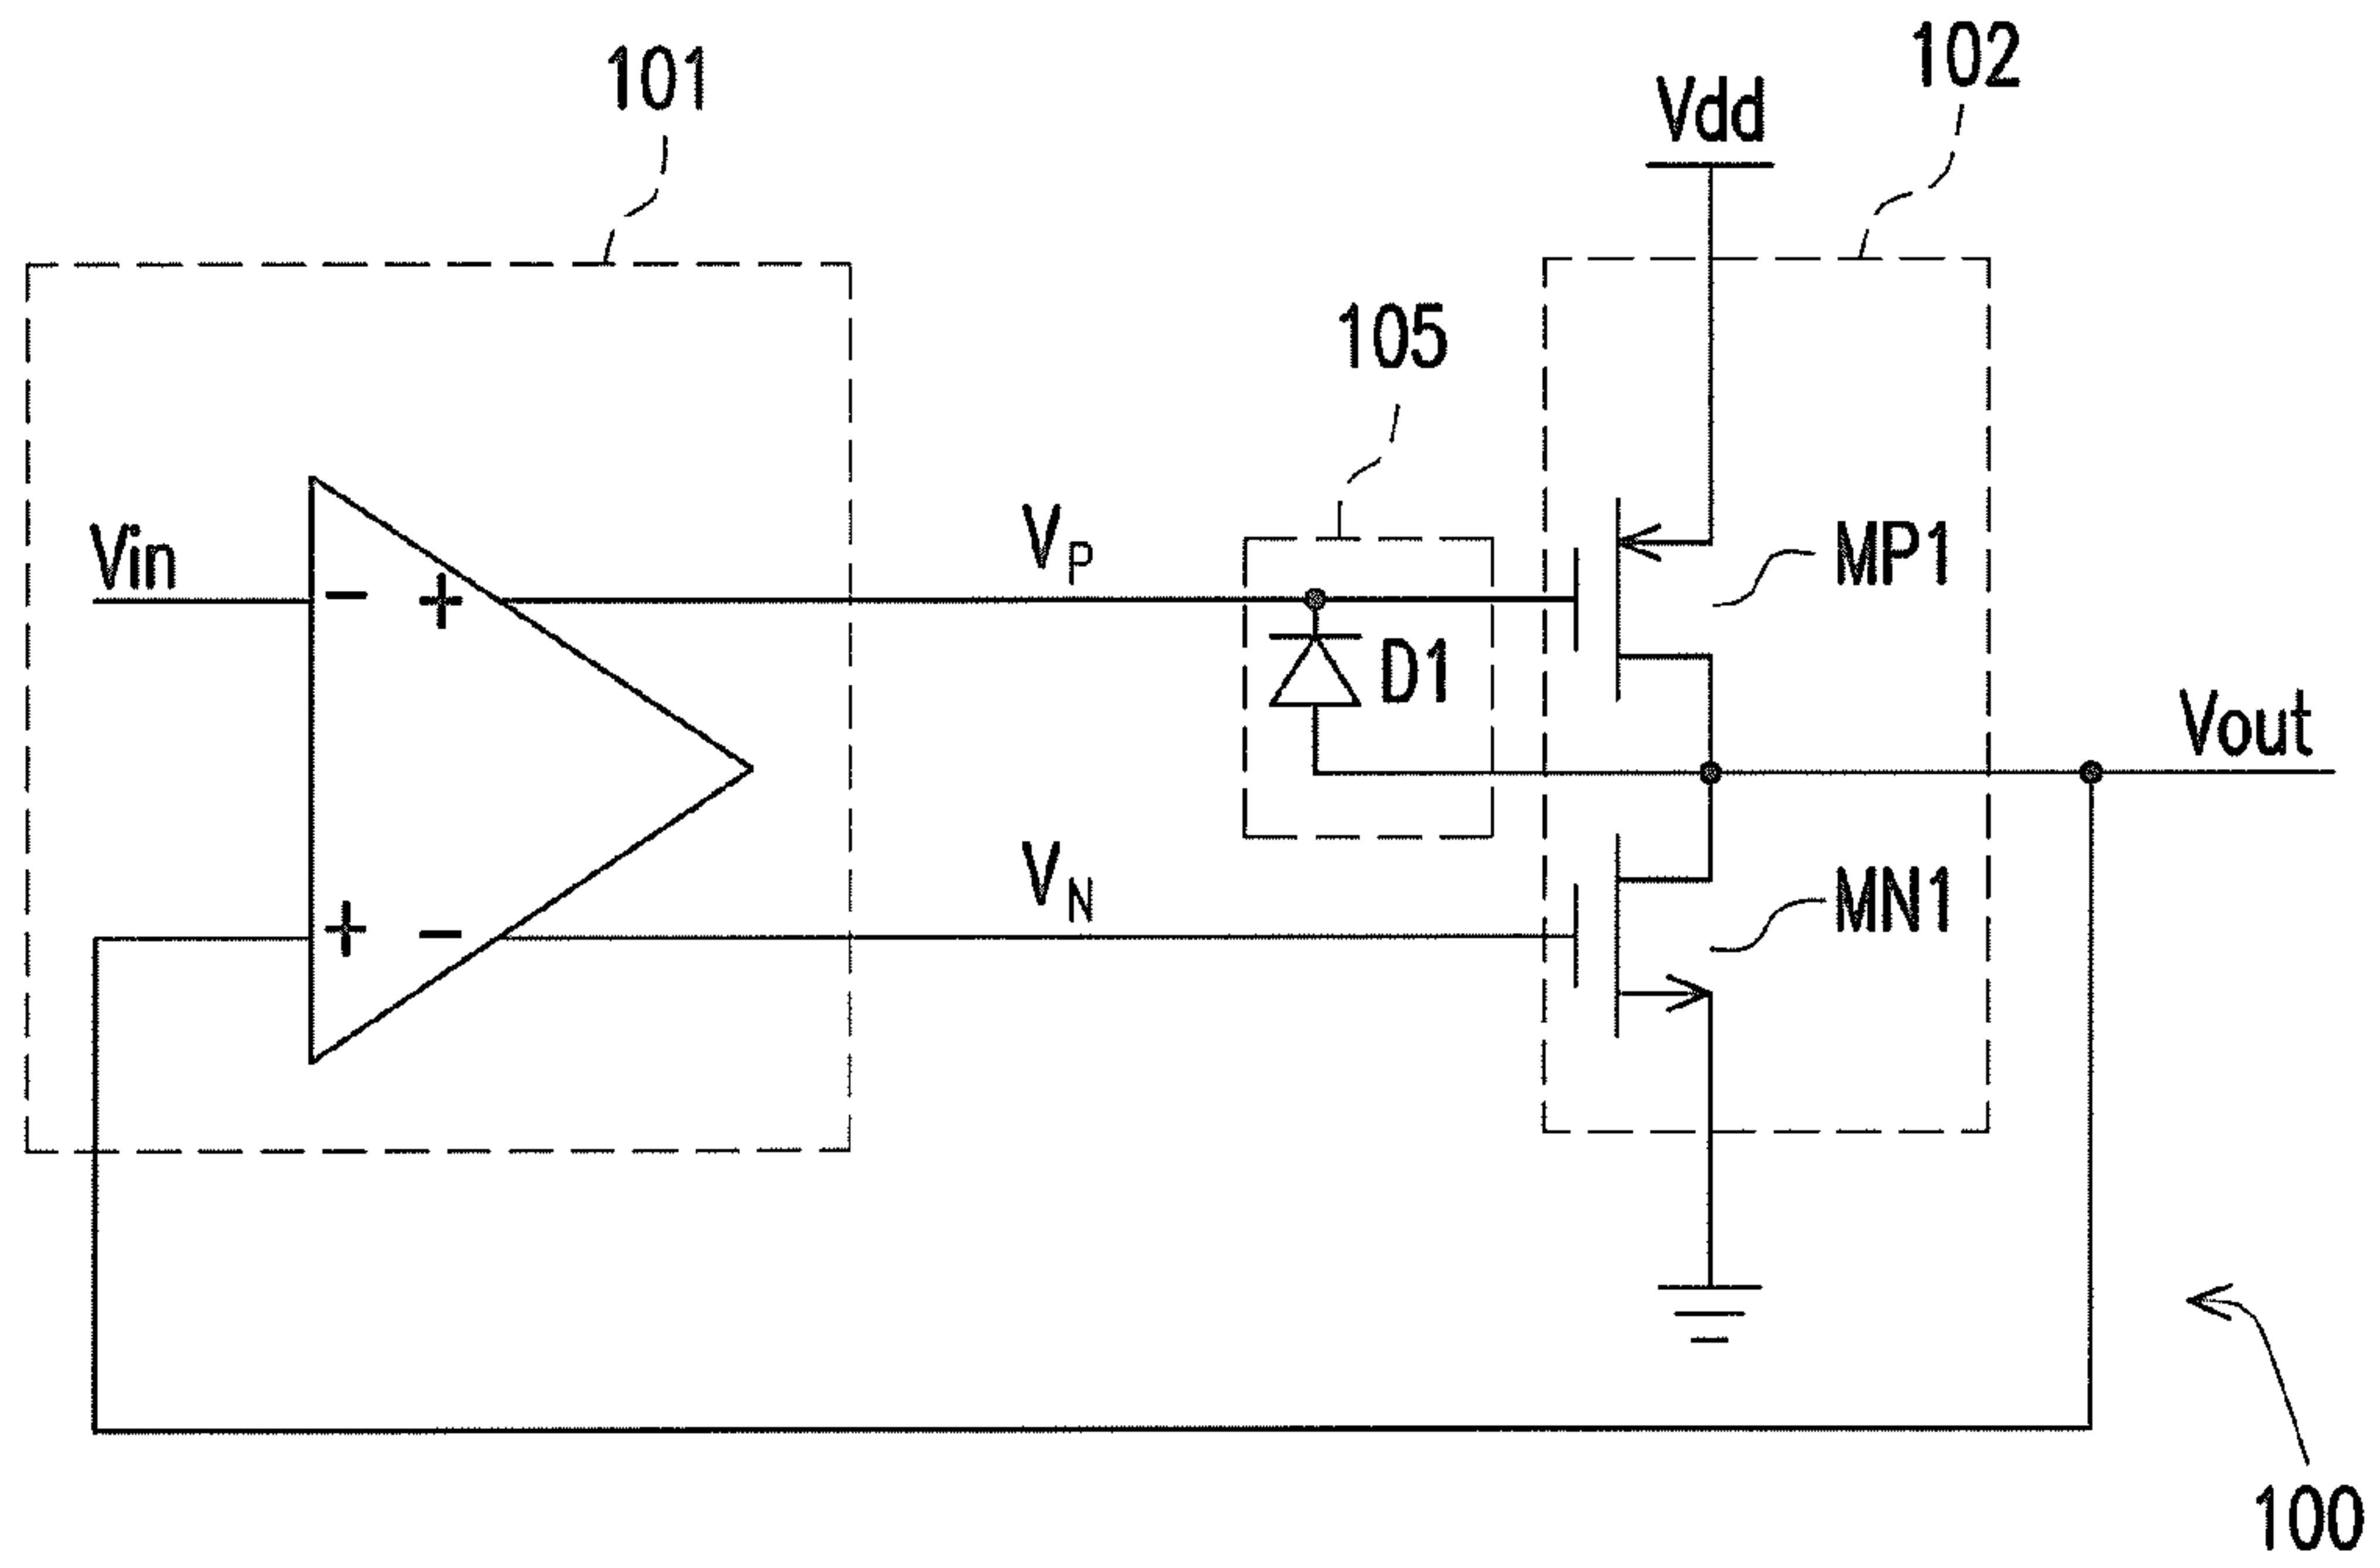 101
102
Vdd
105
Vin
VP
MP1
- +
D1
Vout
VN
MN1
+ -
100